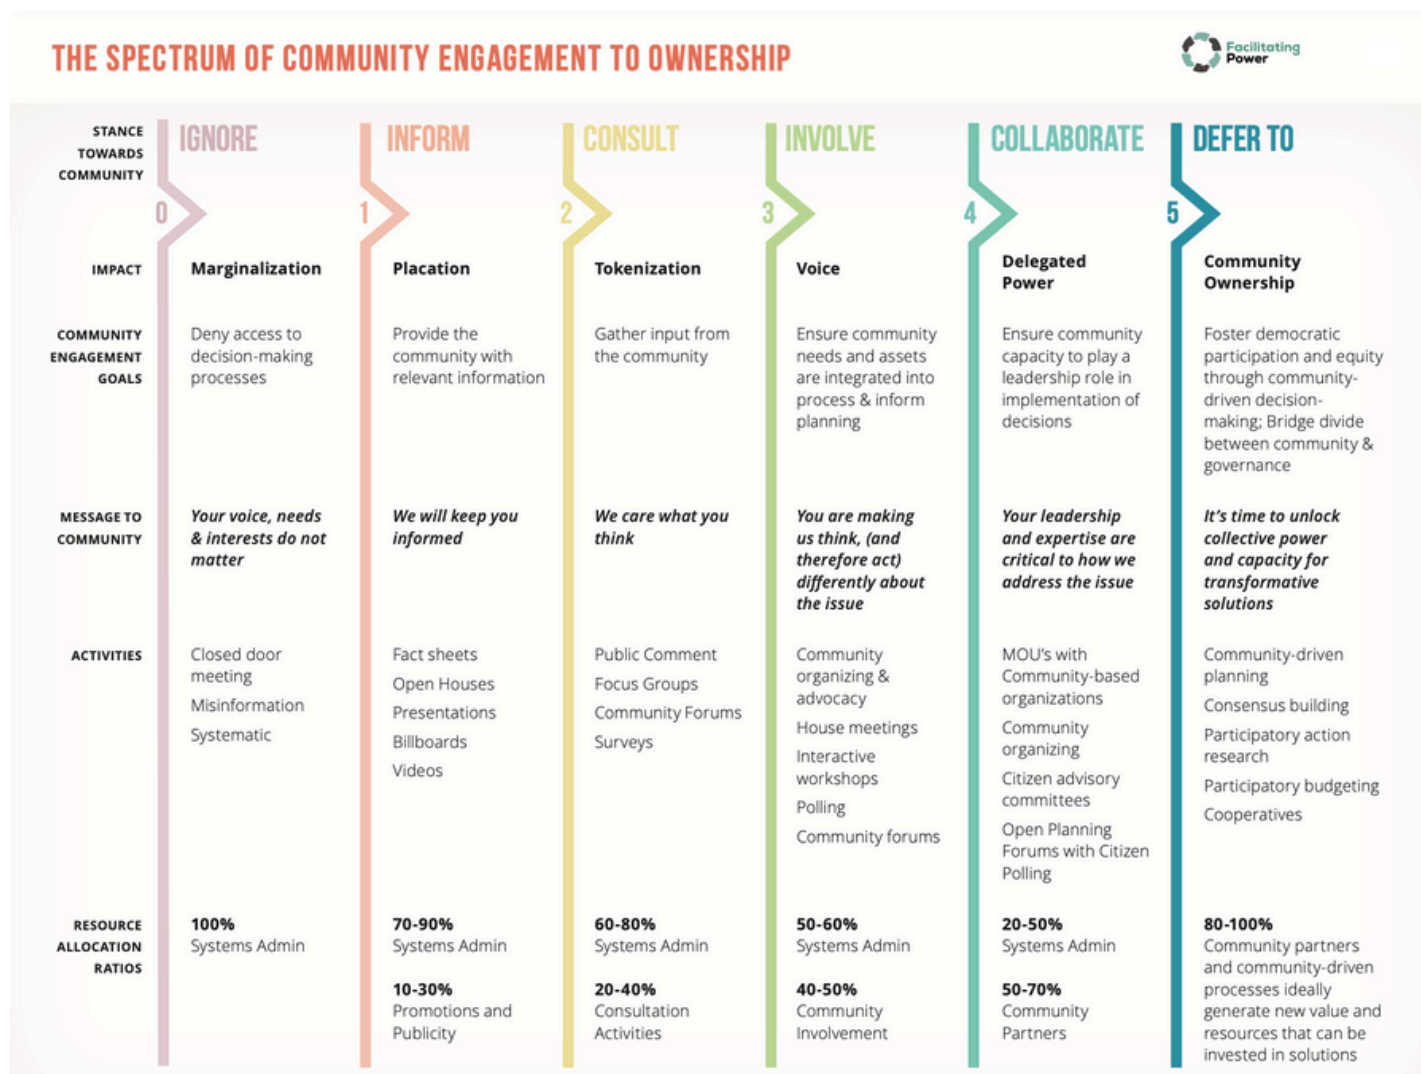 THE SPECTRUM OF COMMUNITY ENGAGEMENT TO OWNERSHIP
Facilitating
Power
STANCE
TOWARDS
COMMUNITY
IGNORE
INFORM
CONSULT
INVOLVE
COLLABORATE
DEFER TO
0
1
2
3
4
5
IMPACT
Marginalization
Placation
Tokenization
Voice
Delegated
Power
Community
Ownership
COMMUNITY
ENGAGEMENT
GOALS
Deny access to
decision-making
processes
Provide the
community with
relevant information
Gather input from
the community
Ensure community
needs and assets
are integrated into
process & inform
planning
Ensure community
capacity to play a
leadership role in
implementation of
decisions
Foster democratic
participation and equity
through community-
driven decision-
making; Bridge divide
between community &
governance
MESSAGE TO
COMMUNITY
Your voice, needs
& interests do not
matter
We will keep you
informed
We care what you
think
You are making
us think, (and
therefore act)
differently about
the issue
Your leadership
and expertise are
critical to how we
address the issue
It's time to unlock
collective power
and capacity for
transformative
solutions
ACTIVITIES
Closed door
meeting
Misinformation
Systematic
Fact sheets
Open Houses
Presentations
Billboards
Videos
Public Comment
Focus Groups
Community Forums
Surveys
Community
organizing &
advocacy
House meetings
Interactive
workshops
Polling
Community forums
MOU's with
Community-based
organizations
Community
organizing
Citizen advisory
committees
Open Planning
Forums with Citizen
Polling
Community-driven
planning
Consensus building
Participatory action
research
Participatory budgeting
Cooperatives
RESOURCE
ALLOCATION
RATIOS
100%
Systems Admin
70-90%
Systems Admin
10-30%
Promotions and
Publicity
60-80%
Systems Admin
20-40%
Consultation
Activities
50-60%
Systems Admin
40-50%
Community
Involvement
20-50%
Systems Admin
50-70%
Community
Partners
80-100%
Community partners
and community-driven
processes ideally
generate new value and
resources that can be
invested in solutions